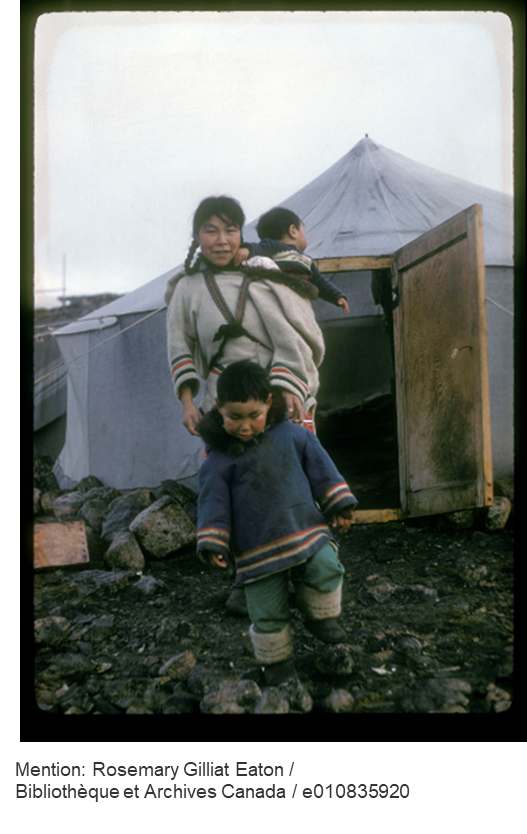 Mention: Rosemary Gilliat Eaton /
Bibliothèque et Archives Canada / e010835920